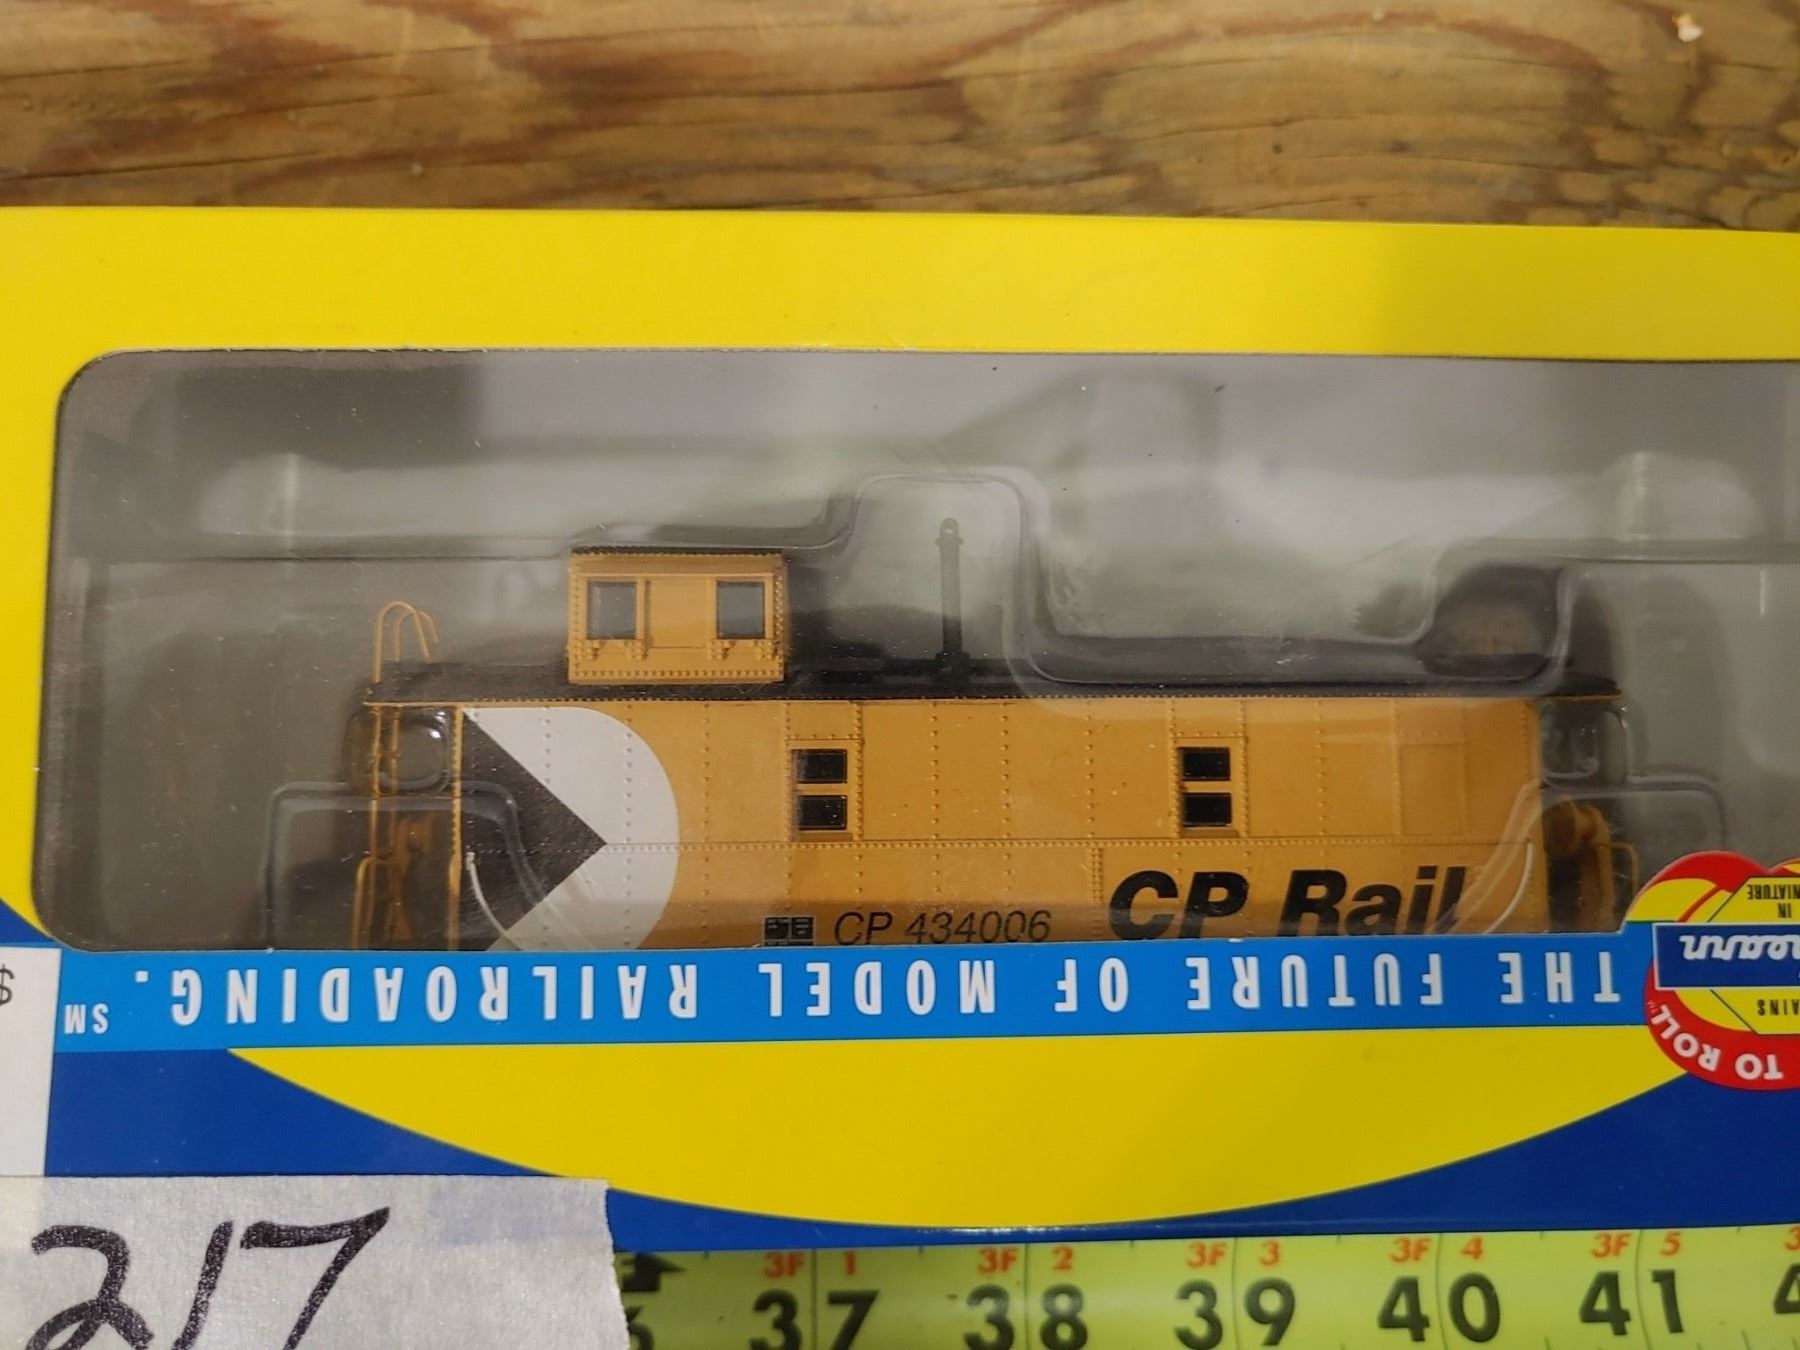 CP 434006
CP Rail
THE FUTURE OF MODEL RAILROADING. SM
IN
TO ROLL
$
217
3F 1 3F 2 3F 3 3F 4 3F 5
37 38 39 40 41